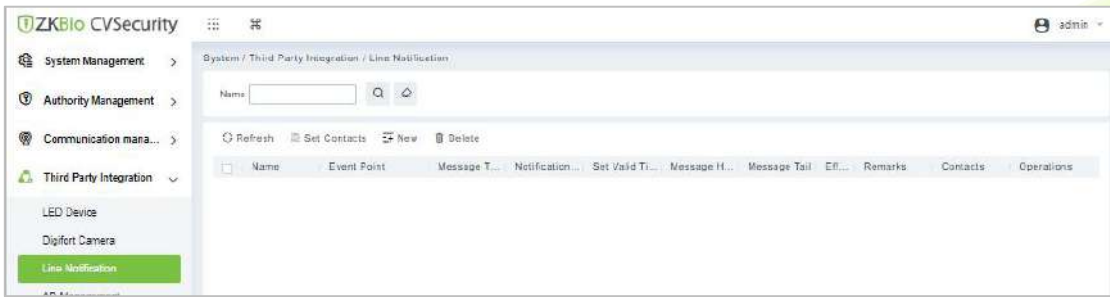 ZKBio CVSecurity
admin
System Management
System / Third Party Integration / Line Notification
Name
Authority Management
Communication mana...
Refresh Set Contacts New Delete
Name Event Point Message T... Notification... Set Valid Ti... Message H... Message Tail Eff... Remarks Contacts Operations
Third Party Integration
LED Device
Digifort Camera
Line Notification